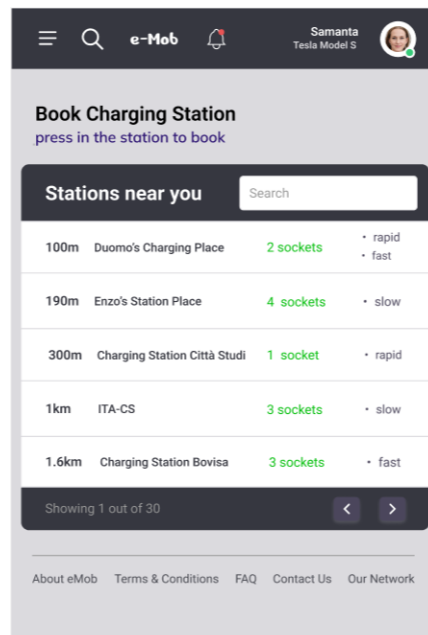 e-Mob
Samanta
Tesla Model S
Book Charging Station
press in the station to book
Stations near you
Search
100m Duomo's Charging Place 2 sockets • rapid
• fast
190m Enzo's Station Place 4 sockets • slow
300m Charging Station Città Studi 1 socket • rapid
1km ITA-CS 3 sockets • slow
1.6km Charging Station Bovisa 3 sockets • fast
Showing 1 out of 30
About eMob Terms & Conditions FAQ Contact Us Our Network